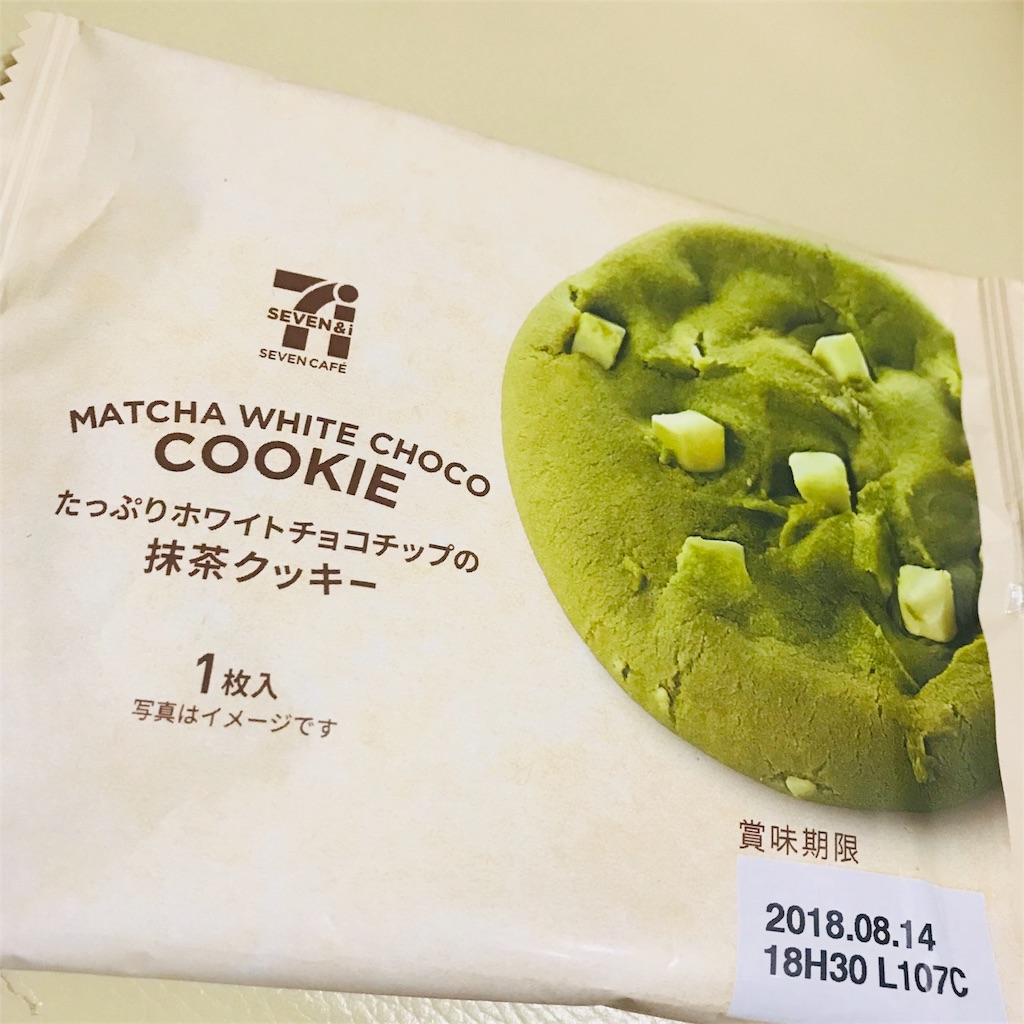 7i
SEVEN&i
SEVEN CAFÉ
MATCHA WHITE CHOCO
COOKIE
たっぷりホワイトチョコチップの
抹茶クッキー
1枚入
写真はイメージです
賞味期限
2018.08.14
18H30 L107C